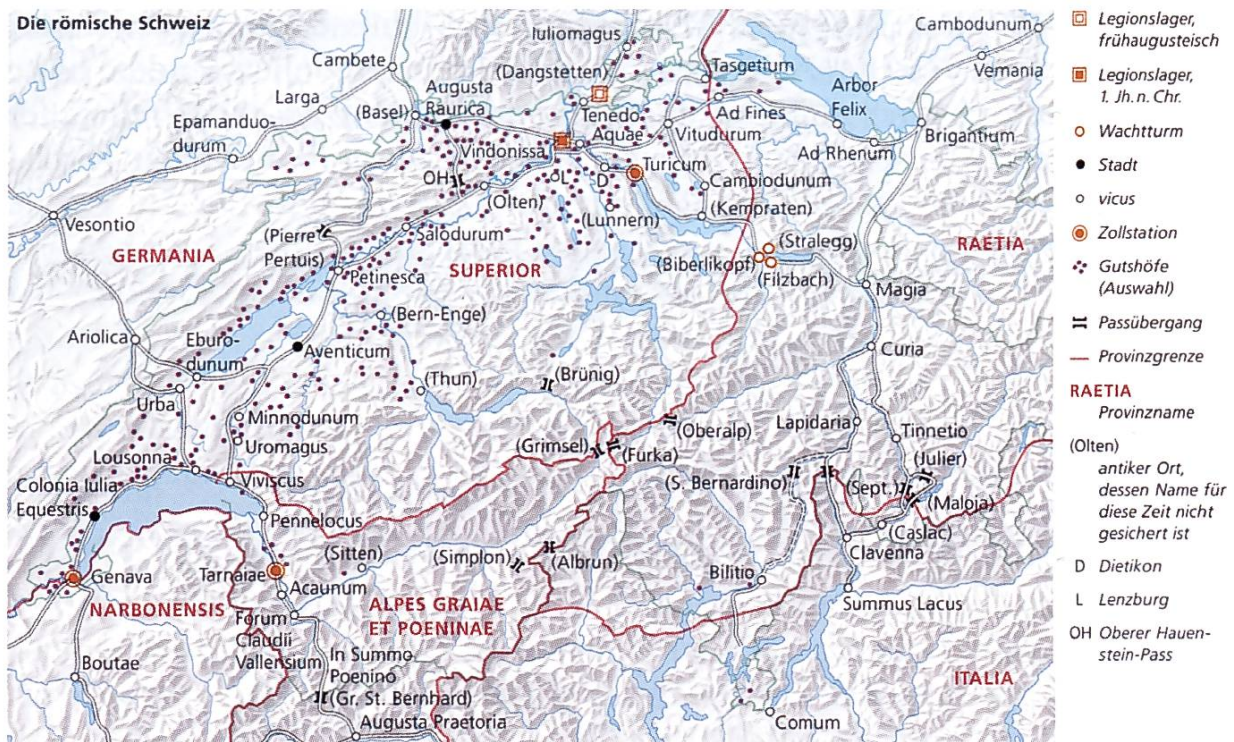 Die römische Schweiz
Iuliomagus
Cambodunum
Cambete
(Dangstetten)
Tasgetium
Vemania
Larga
Augusta
Raurica
(Basel)
Tenedo
Ad Fines
Arbor
Felix
Epamanduo-
durum
Aquae
Vitudurum
Brigantium
Vindonissa
Ad Rhenum
OH
L
D
Turicum
Cambiodunum
Vesontio
(Olten)
(Lunnern)
(Kempraten)
(Pierre
Pertuis)
Salodurum
(Stralegg)
GERMANIA
SUPERIOR
RAETIA
Petinesca
(Biberlikopf)
(Filzbach)
Magia
(Bern-Enge)
Ariolica
Eburo-
dunum
Aventicum
Curia
(Thun)
(Brünig)
Urba
Minnodunum
Lapidaria
Uromagus
(Oberalp)
Tinnetio
Lousonna
(Grimsel)
(Furka)
(Julier)
Colonia Iulia
Equestris
Viviscus
(S. Bernardino)
(Sept.)
(Maloja)
Pennelocus
(Caslac)
(Sitten)
(Simplon)
(Albrun)
Clavenna
Genava
Tarnaiae
Acaunum
Bilitio
NARBONENSIS
ALPES GRAIAE
ET POENINAE
Summus Lacus
Forum
Claudii
Vallensium
Boutae
In Summo
Poenino
ITALIA
(Gr. St. Bernhard)
Augusta Praetoria
Comum
Legionslager,
frühaugusteisch
Legionslager,
1. Jh. n. Chr.
Wachtturm
Stadt
vicus
Zollstation
Gutshöfe
(Auswahl)
Passübergang
Provinzgrenze
RAETIA
Provinzname
(Olten)
antiker Ort,
dessen Name für
diese Zeit nicht
gesichert ist
D Dietikon
L Lenzburg
OH Oberer Hauen-
stein-Pass